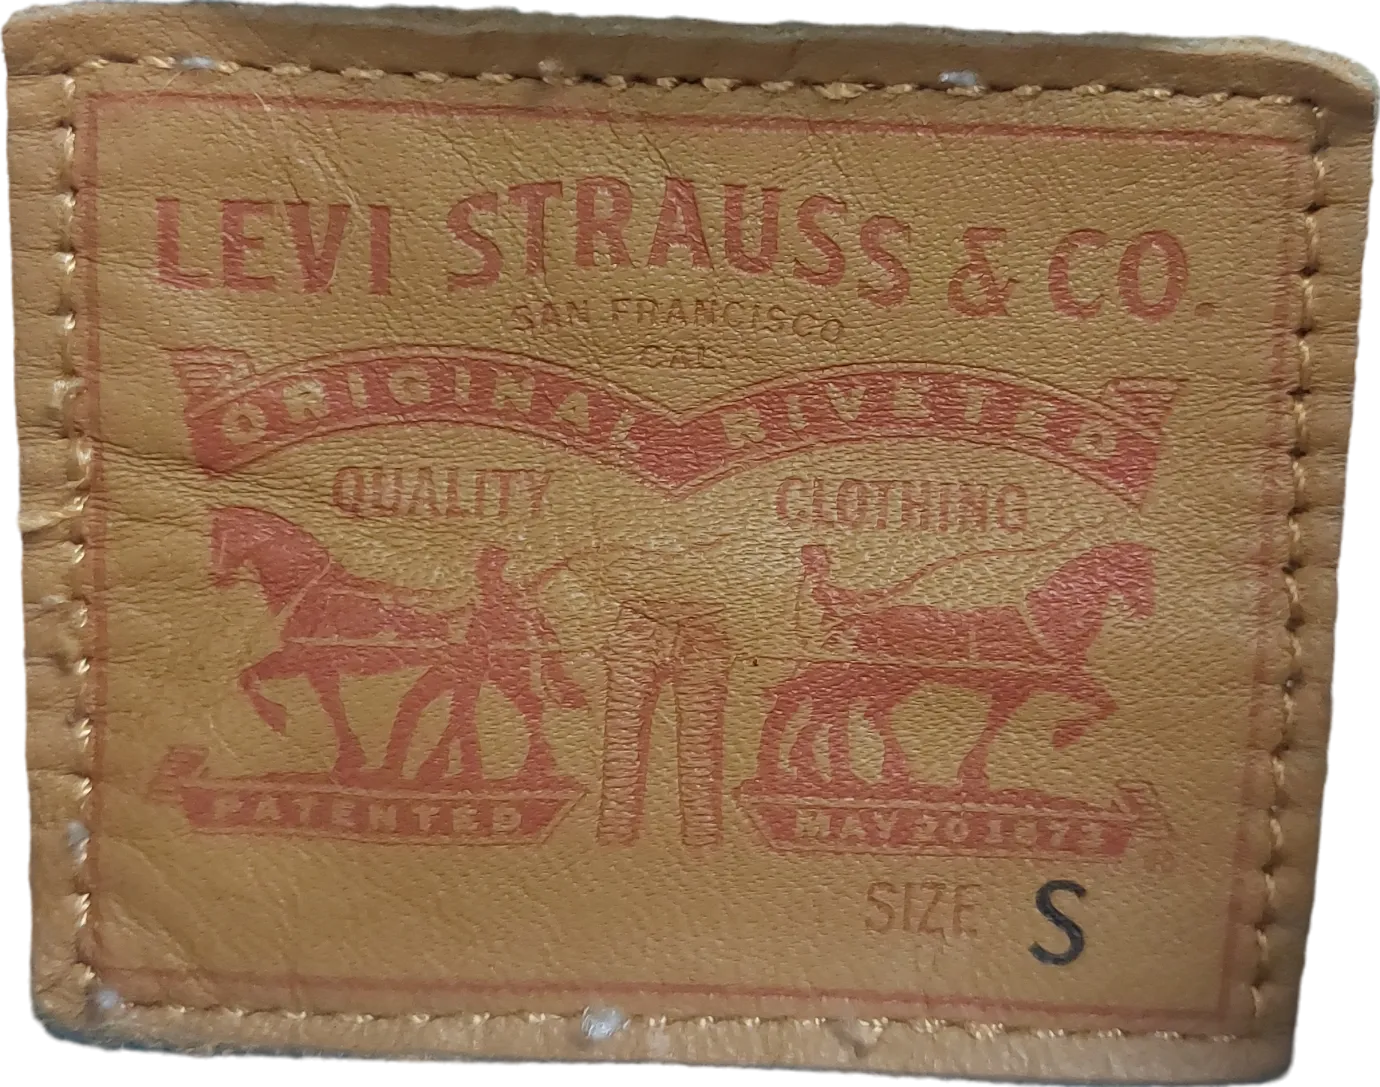 LEVI STRAUSS & CO.
SAN FRANCISCO
CAL.
ORIGINAL RIVETED
QUALITY CLOTHING
PATENTED MAY 20 1873
®
SIZE S